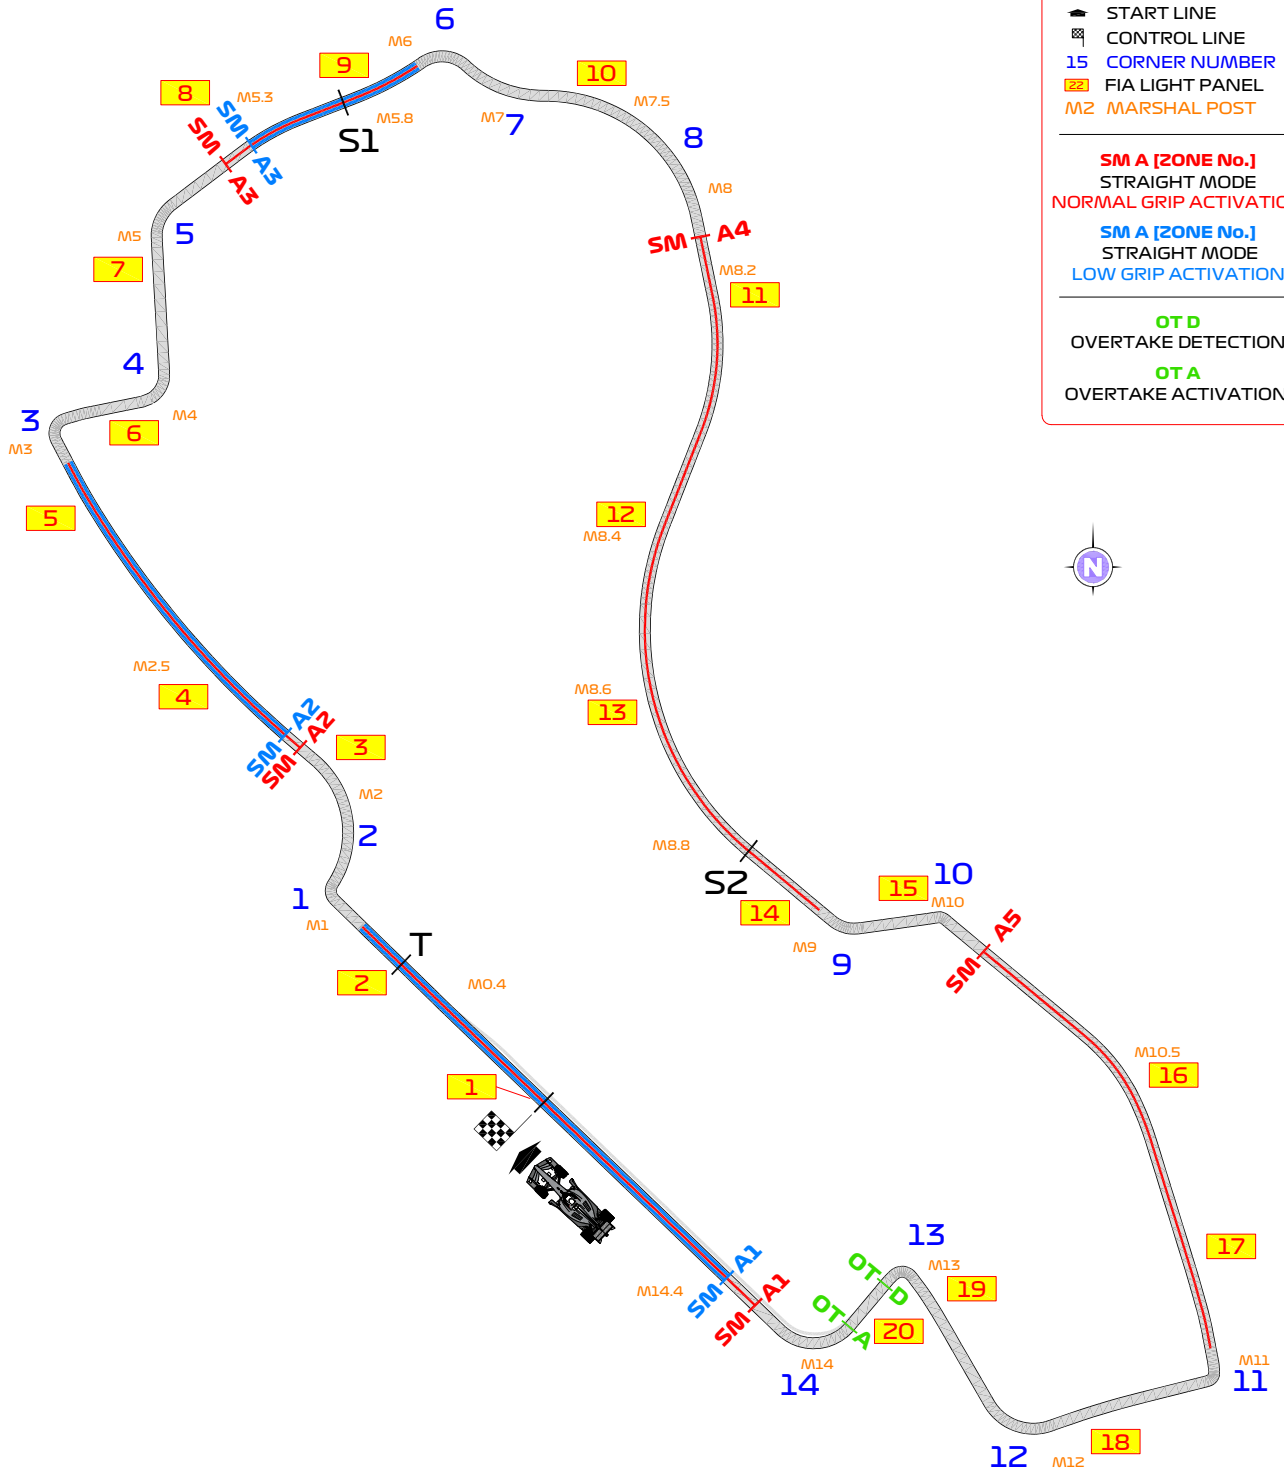 START LINE
CONTROL LINE
15 CORNER NUMBER
22 FIA LIGHT PANEL
M2 MARSHAL POST
SM A [ZONE No.]
STRAIGHT MODE
NORMAL GRIP ACTIVATIO
SM A [ZONE No.]
STRAIGHT MODE
LOW GRIP ACTIVATION
OT D
OVERTAKE DETECTION
OT A
OVERTAKE ACTIVATION
6
M6
9
10
8
M5.3
M7.5
M5.8
M7
7
S1
8
SM A3
SM A3
M8
M5
5
SM A4
7
M8.2
11
4
3
M4
6
M3
5
12
M8.4
N
M2.5
4
M8.6
13
SM A2
SM A2
3
M2
2
M8.8
S2
15
10
1
M10
14
M1
T
M9
9
SM A5
2
M0.4
M10.5
16
1
13
17
OT D
M13
SM A1
19
M14.4
SM A1
OT A
20
M14
14
M11
11
12
M12
18